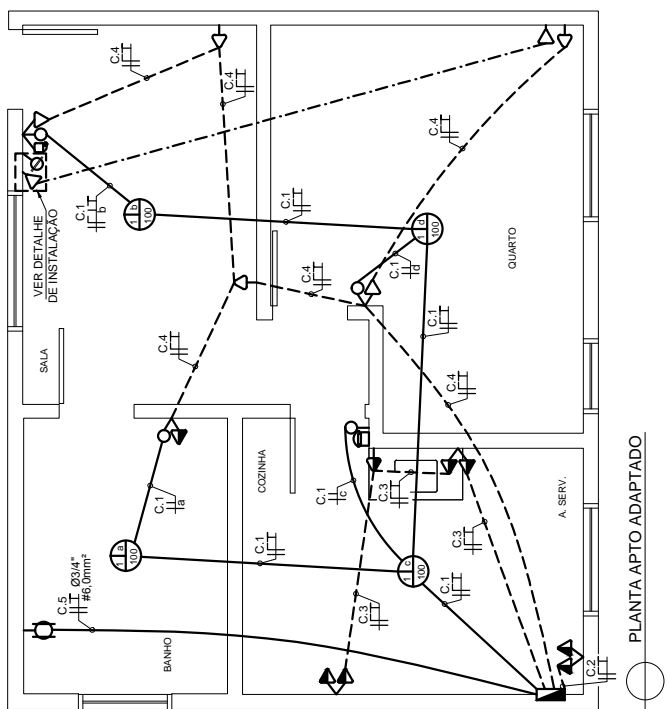 C.4
C.4
C.1
b
1 b
100
VER DETALHE
DE INSTALAÇÃO
SALA
C.4
C.1
1 d
100
C.1
d
C.4
QUARTO
C.4
C.1
C.4
COZINHA
C.1
a
C.1
c
C.3
A. SERV.
1 a
100
C.1
1 c
100
C.3
C.1
C.3
C.5
Ø3/4"
#6,0mm²
BANHO
C.2
PLANTA APTO ADAPTADO